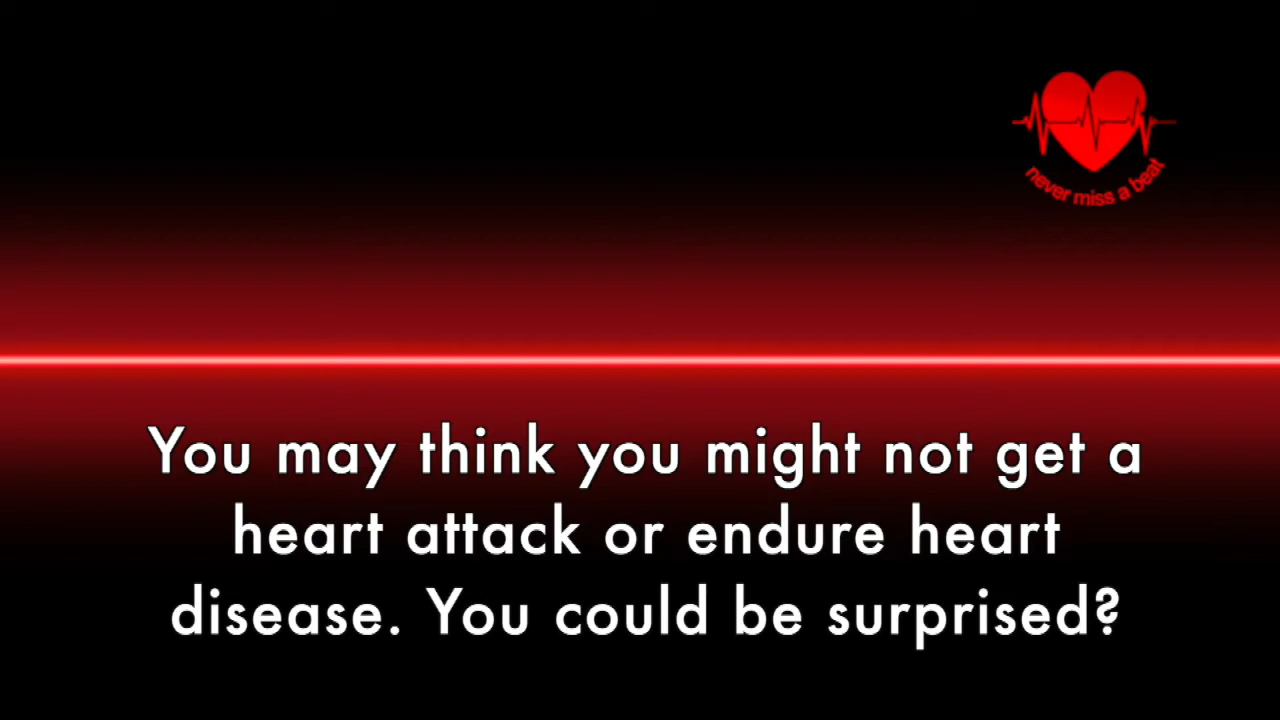 never miss a beat
You may think you might not get a
heart attack or endure heart
disease. You could be surprised?